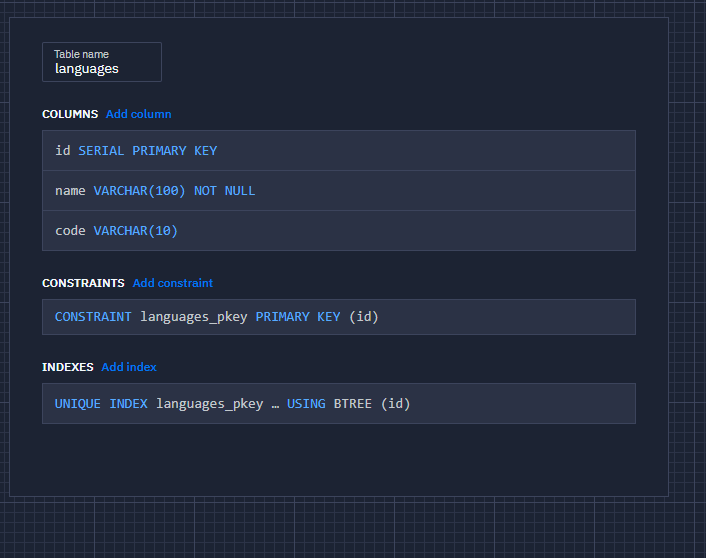 Table name
languages
COLUMNS Add column
id SERIAL PRIMARY KEY
name VARCHAR(100) NOT NULL
code VARCHAR(10)
CONSTRAINTS Add constraint
CONSTRAINT languages_pkey PRIMARY KEY (id)
INDEXES Add index
UNIQUE INDEX languages_pkey … USING BTREE (id)